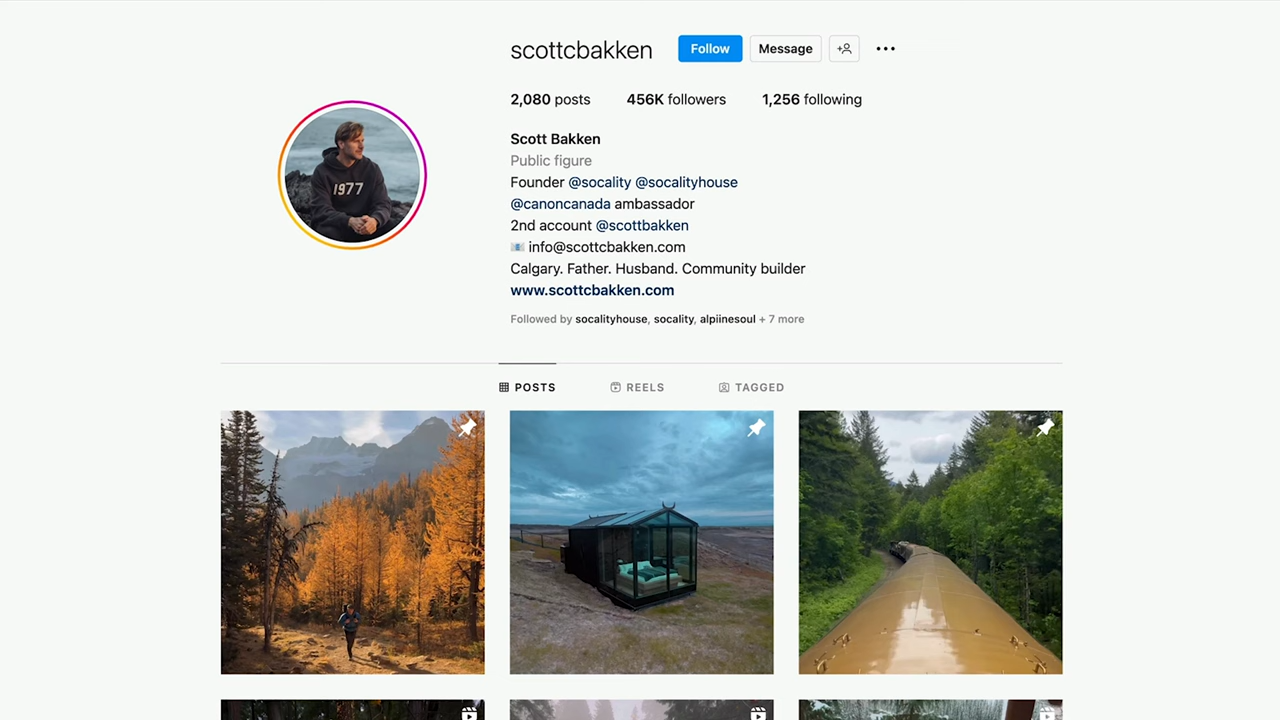 scottcbakken Follow Message
2,080 posts 456K followers 1,256 following
Scott Bakken
Public figure
Founder @socality @socalityhouse
@canoncanada ambassador
2nd account @scottbakken
info@scottcbakken.com
Calgary. Father. Husband. Community builder
www.scottcbakken.com
Followed by socalityhouse, socality, alpiinesoul + 7 more
POSTS REELS TAGGED
1977